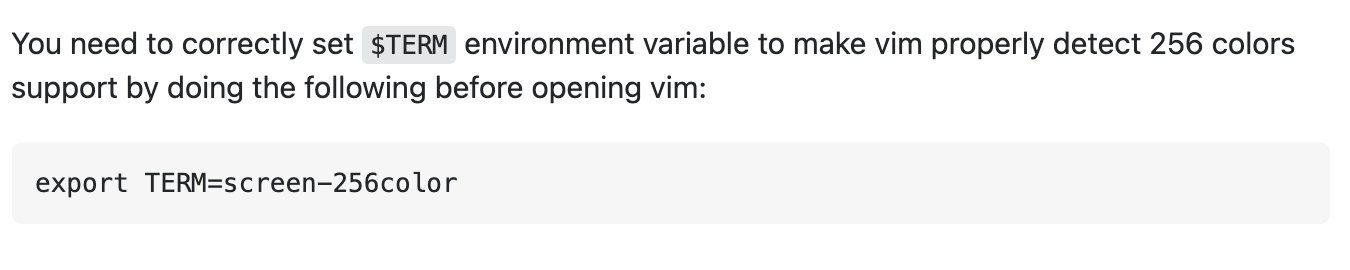 You need to correctly set $TERM environment variable to make vim properly detect 256 colors
support by doing the following before opening vim:
export TERM=screen-256color